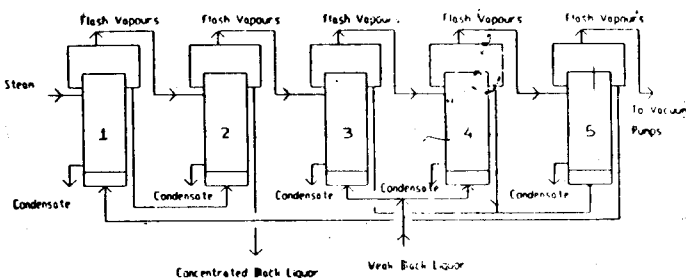 Flash Vapours Flash Vapours Flash Vapours Flash Vapours Flash Vapours
Steam
1 2 3 4 5
To Vacuum
Pumps
Condensate Condensate Condensate Condensate Condensate
Concentrated Black Liquor Weak Black Liquor